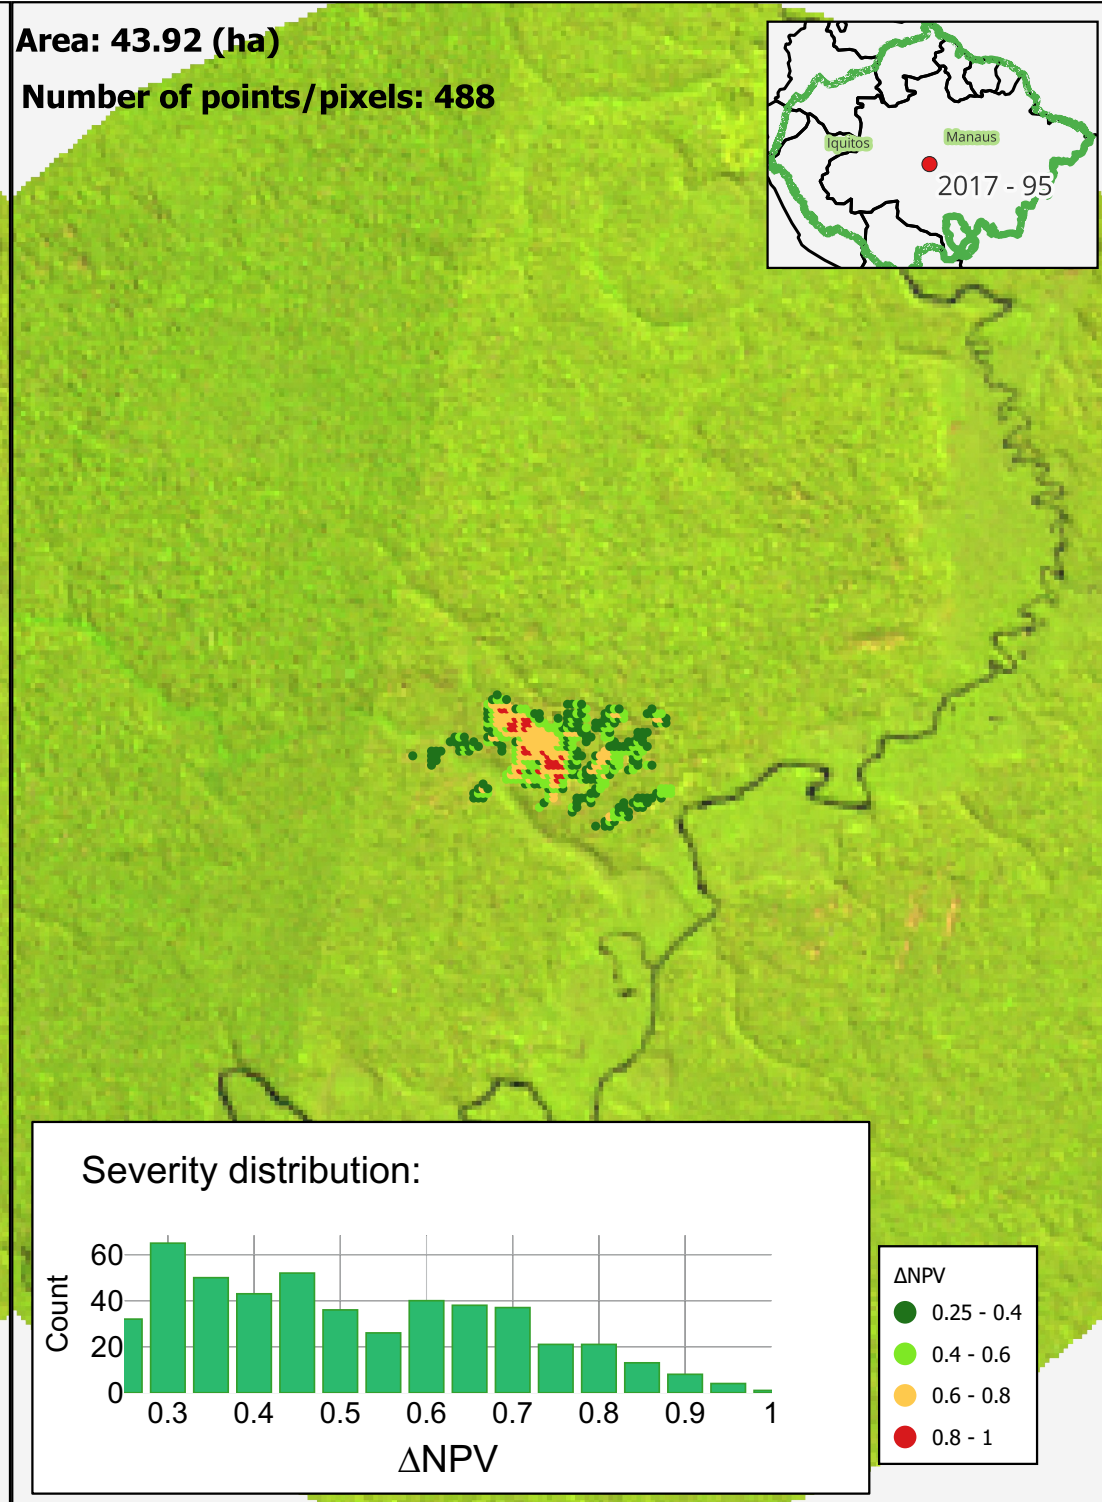 Area: 43.92 (ha)
Number of points/pixels: 488
Iquitos
Manaus
2017 - 95
Severity distribution:
Count
60
40
20
0
0.3 0.4 0.5 0.6 0.7 0.8 0.9 1
ΔNPV
ΔNPV
0.25 - 0.4
0.4 - 0.6
0.6 - 0.8
0.8 - 1